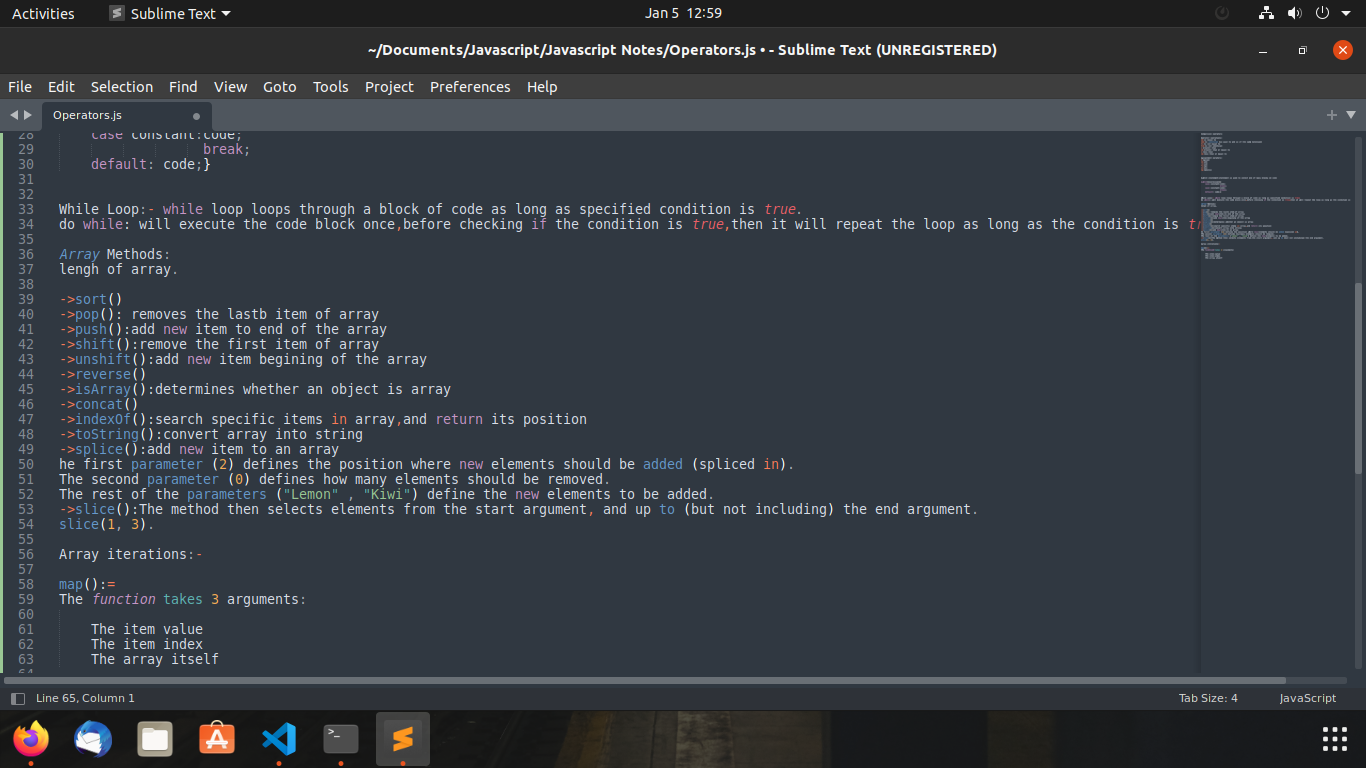 Activities Sublime Text Jan 5 12:59
~/Documents/Javascript/Javascript Notes/Operators.js • - Sublime Text (UNREGISTERED)
File Edit Selection Find View Goto Tools Project Preferences Help
Operators.js
28 case constant:code;
29 break;
30 default: code;}
31
32
33 While Loop:- while loop loops through a block of code as long as specified condition is true.
34 do while: will execute the code block once,before checking if the condition is true,then it will repeat the loop as long as the condition is tr
35
36 Array Methods:
37 lengh of array.
38
39 ->sort()
40 ->pop(): removes the lastb item of array
41 ->push():add new item to end of the array
42 ->shift():remove the first item of array
43 ->unshift():add new item begining of the array
44 ->reverse()
45 ->isArray():determines whether an object is array
46 ->concat()
47 ->indexOf():search specific items in array,and return its position
48 ->toString():convert array into string
49 ->splice():add new item to an array
50 he first parameter (2) defines the position where new elements should be added (spliced in).
51 The second parameter (0) defines how many elements should be removed.
52 The rest of the parameters ("Lemon" , "Kiwi") define the new elements to be added.
53 ->slice():The method then selects elements from the start argument, and up to (but not including) the end argument.
54 slice(1, 3).
55
56 Array iterations:-
57
58 map():=
59 The function takes 3 arguments:
60
61 The item value
62 The item index
63 The array itself
64
Line 65, Column 1 Tab Size: 4 JavaScript